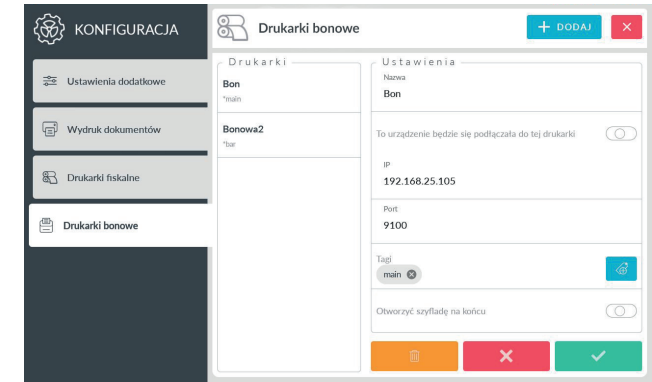 KONFIGURACJA
Ustawienia dodatkowe
Wydruk dokumentów
Drukarki fiskalne
Drukarki bonowe
Drukarki bonowe
+ DODAJ
Drukarki
Bon
*main
Bonowa2
*bar
Ustawienia
Nazwa
Bon
To urządzenie będzie się podłączała do tej drukarki
IP
192.168.25.105
Port
9100
Tagi
main
Otworzyć szyfladę na końcu